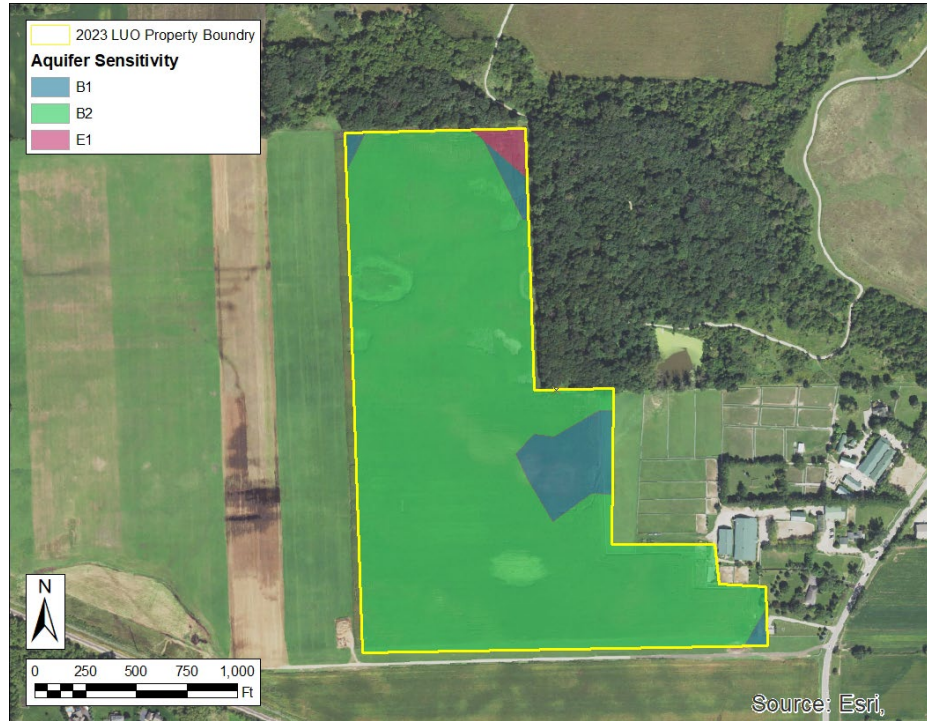 2023 LUO Property Boundry
Aquifer Sensitivity
B1
B2
E1
N
0 250 500 750 1,000
Ft
Source: Esri,